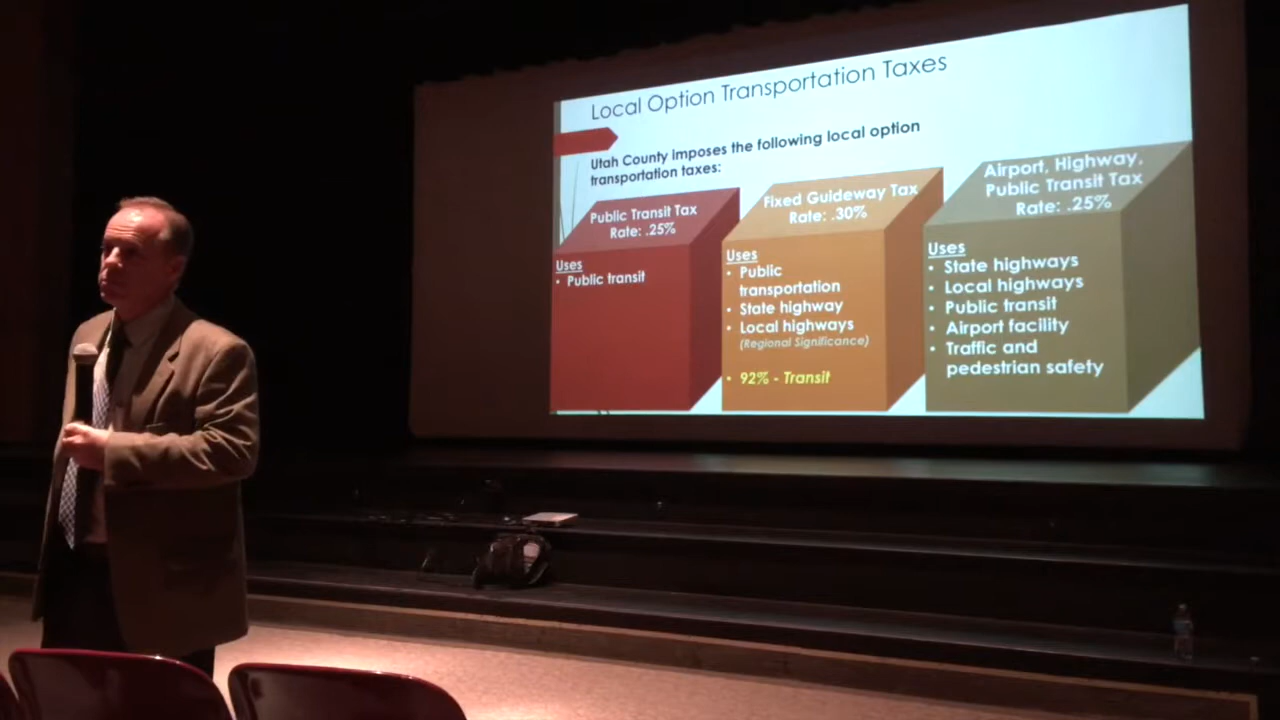 Local Option Transportation Taxes
Utah County imposes the following local option
transportation taxes:
Public Transit Tax
Rate: .25%
Uses
• Public transit
Fixed Guideway Tax
Rate: .30%
Uses
• Public
transportation
• State highway
• Local highways
(Regional Significance)
• 92% - Transit
Airport, Highway,
Public Transit Tax
Rate: .25%
Uses
• State highways
• Local highways
• Public transit
• Airport facility
• Traffic and
pedestrian safety